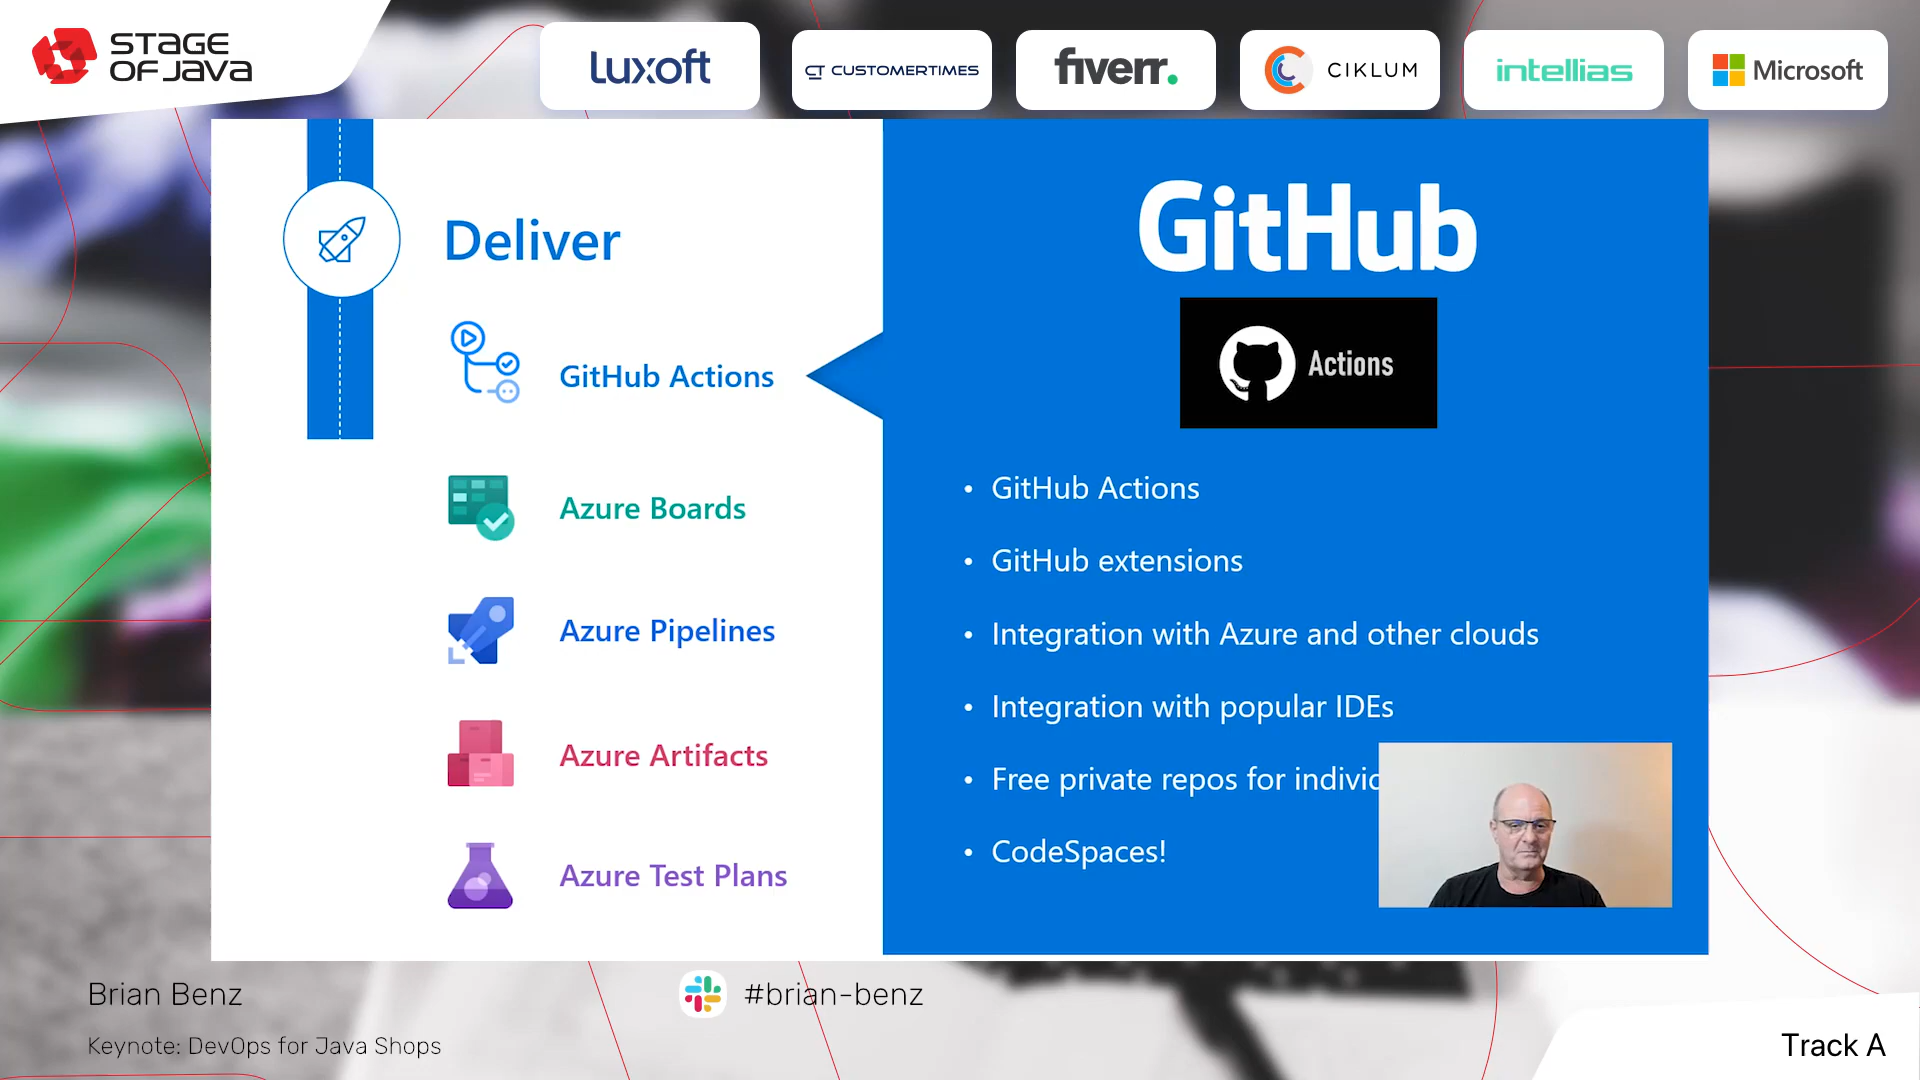 STAGE
OF JAVA
luxoft
CT CUSTOMERTIMES
fiverr.
CIKLUM
intellias
Microsoft
Deliver
GitHub Actions
Azure Boards
Azure Pipelines
Azure Artifacts
Azure Test Plans
GitHub
Actions
• GitHub Actions
• GitHub extensions
• Integration with Azure and other clouds
• Integration with popular IDEs
• Free private repos for
• CodeSpaces!
Brian Benz
#brian-benz
Keynote: DevOps for Java Shops
Track A